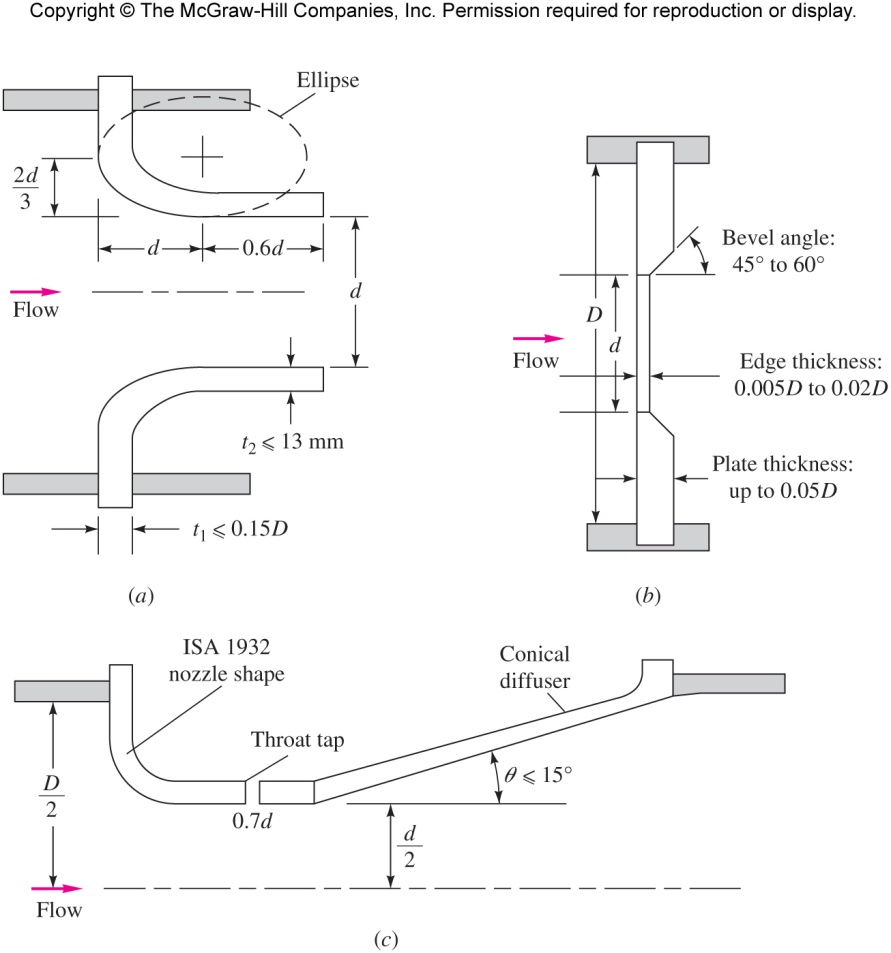 Copyright © The McGraw-Hill Companies, Inc. Permission required for reproduction or display.
Ellipse
2d
3
d
0.6d
d
Flow
t₂ ⩽ 13 mm
t₁ ⩽ 0.15D
(a)
Bevel angle:
45° to 60°
D
d
Flow
Edge thickness:
0.005D to 0.02D
Plate thickness:
up to 0.05D
(b)
ISA 1932
nozzle shape
Conical
diffuser
Throat tap
θ ⩽ 15°
D
2
0.7d
d
2
Flow
(c)